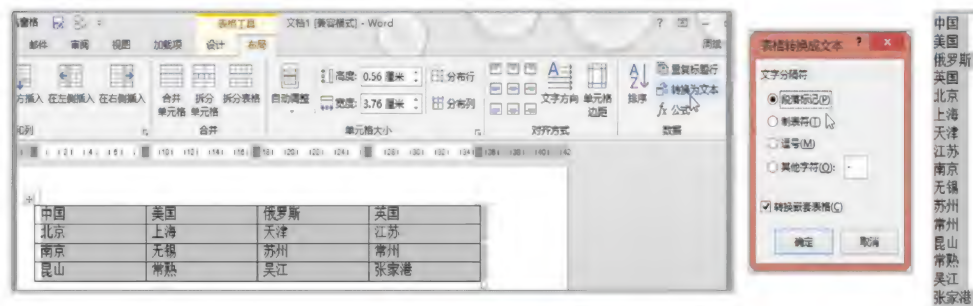 窗格
表格工具
文档1 [兼容模式] - Word
?
邮件 审阅 视图 加载项 设计 布局
方插入 在左侧插入 在右侧插入
合并单元格 拆分单元格 拆分表格
自动调整
高度: 0.56 厘米
宽度: 3.76 厘米
分布行
分布列
文字方向 单元格边距
排序
重复标题行
转换为文本
fx 公式
合并
单元格大小
对齐方式
数据
中国 美国 俄罗斯 英国
北京 上海 天津 江苏
南京 无锡 苏州 常州
昆山 常熟 吴江 张家港
表格转换成文本 ? ×
文字分隔符
段落标记(P)
制表符(T)
逗号(M)
其他字符(O): -
转换嵌套表格(C)
确定 取消
中国
美国
俄罗斯
英国
北京
上海
天津
江苏
南京
无锡
苏州
常州
昆山
常熟
吴江
张家港